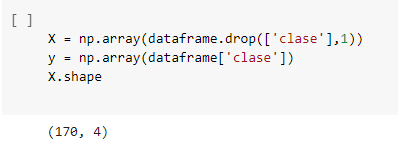 [ ]
X = np.array(dataframe.drop(['clase'],1))
y = np.array(dataframe['clase'])
X.shape
(170, 4)